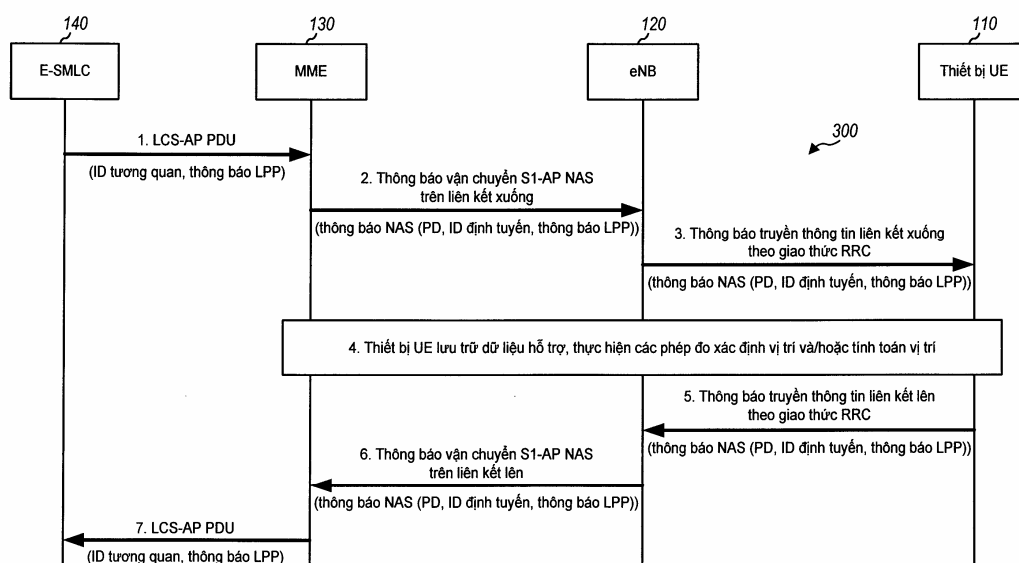 140
130
120
110
E-SMLC
MME
eNB
Thiết bị UE
300
1. LCS-AP PDU
(ID tương quan, thông báo LPP)
2. Thông báo vận chuyển S1-AP NAS
trên liên kết xuống
(thông báo NAS (PD, ID định tuyến, thông báo LPP))
3. Thông báo truyền thông tin liên kết xuống
theo giao thức RRC
(thông báo NAS (PD, ID định tuyến, thông báo LPP))
4. Thiết bị UE lưu trữ dữ liệu hỗ trợ, thực hiện các phép đo xác định vị trí và/hoặc tính toán vị trí
5. Thông báo truyền thông tin liên kết lên
theo giao thức RRC
(thông báo NAS (PD, ID định tuyến, thông báo LPP))
6. Thông báo vận chuyển S1-AP NAS
trên liên kết lên
(thông báo NAS (PD, ID định tuyến, thông báo LPP))
7. LCS-AP PDU
(ID tương quan, thông báo LPP)